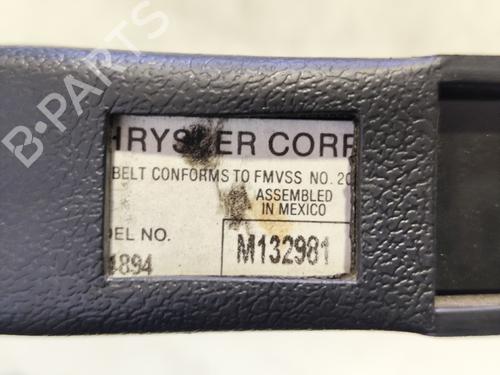 HRYSLER CORP
BELT CONFORMS TO FMVSS NO. 20
ASSEMBLED
IN MEXICO
DEL NO.
4894
M132981
B-PARTS